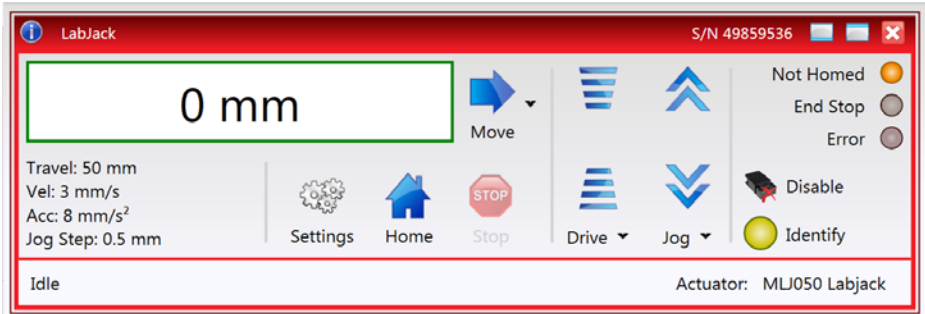 LabJack S/N 49859536
0 mm
Move
Not Homed
End Stop
Error
Travel: 50 mm
Vel: 3 mm/s
Acc: 8 mm/s²
Jog Step: 0.5 mm
Settings Home STOP Stop Drive Jog
Disable
Identify
Idle Actuator: MLJ050 Labjack